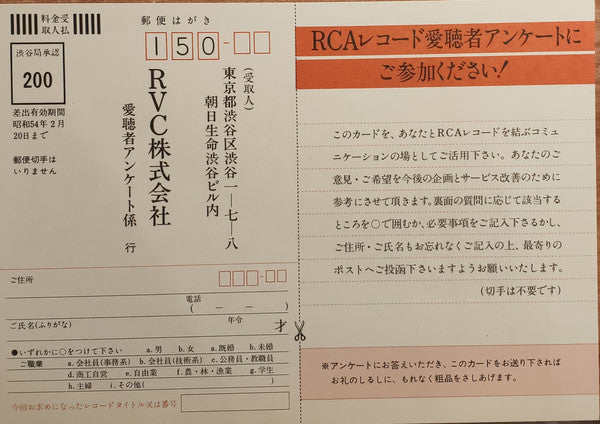 料金受
取人払
渋谷局承認
200
差出有効期間
昭和54年2月
20日まで
郵便切手は
いりません
郵便はがき
150-
(受取人)
東京都渋谷区渋谷一―七―八
朝日生命渋谷ビル内
RVC株式会社
愛聴者アンケート係 行
ご住所
電話
( - - )
ご氏名(ふりがな)
年令
才
●いずれかに○をつけて下さい a.男 b.女 a.既婚 b.未婚
ご職業 a.会社員(事務系) b.会社員(技術系) c.公務員・教職員
d.商工自営 e.自由業 f.農・林・漁業 g.学生
h.主婦 i.その他( )
今回お求めになったレコードタイトル又は番号
RCAレコード愛聴者アンケートに
ご参加ください!
このカードを、あなたとRCAレコードを結ぶコミュ
ニケーションの場としてご活用下さい。あなたのご
意見・ご希望を今後の企画とサービス改善のために
参考にさせて頂きます。裏面の質問に応じて該当する
ところを○で囲むか、必要事項をご記入下さるかし、
ご住所・ご氏名もお忘れなくご記入の上、最寄りの
ポストへご投函下さいますようお願いいたします。
(切手は不要です)
※アンケートにお答えいただき、このカードをお送り下されば
お礼のしるしに、もれなく粗品をさしあげます。